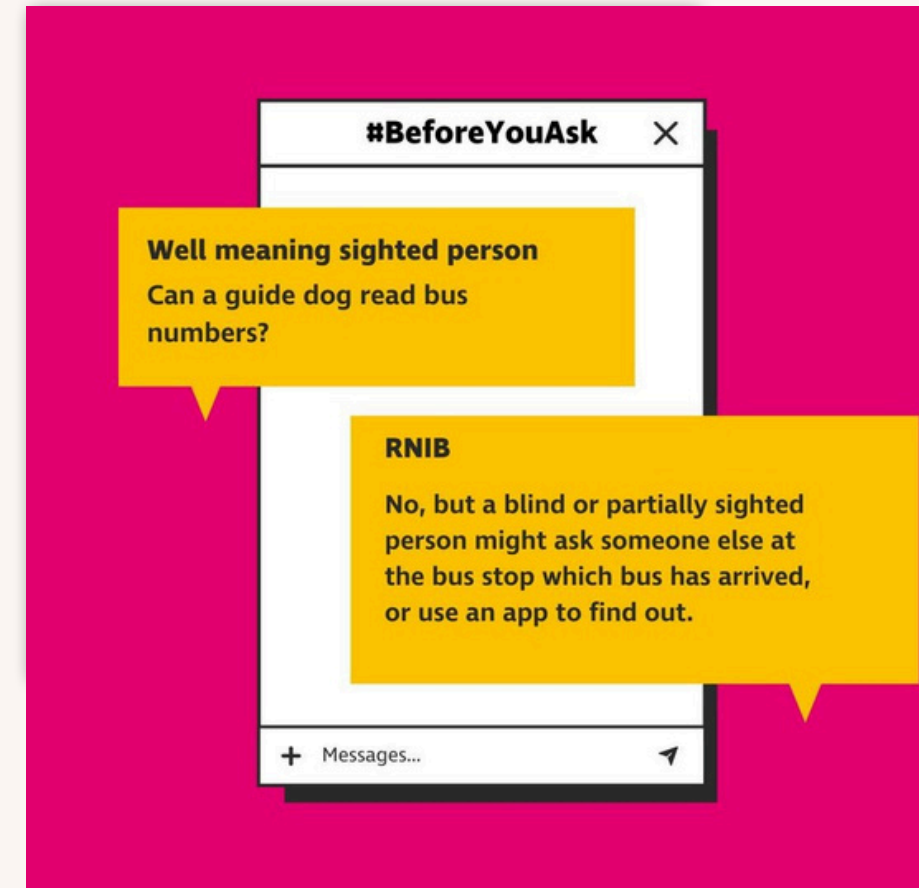 #BeforeYouAsk
Well meaning sighted person
Can a guide dog read bus
numbers?
RNIB
No, but a blind or partially sighted
person might ask someone else at
the bus stop which bus has arrived,
or use an app to find out.
Messages...